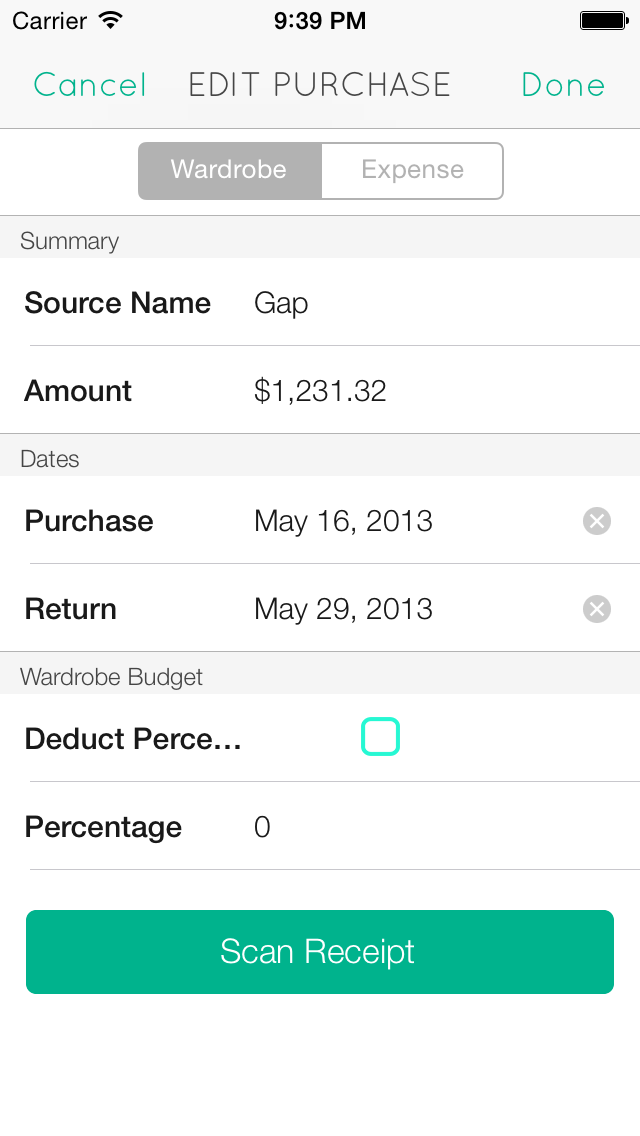 Carrier 9:39 PM
Cancel EDIT PURCHASE Done
Wardrobe Expense
Summary
Source Name Gap
Amount $1,231.32
Dates
Purchase May 16, 2013
Return May 29, 2013
Wardrobe Budget
Deduct Perce...
Percentage 0
Scan Receipt